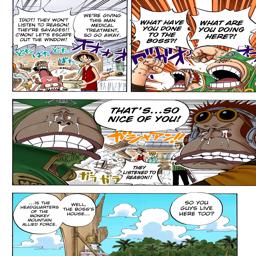 WHAT ARE
YOU DOING
HERE?!
WHAT HAVE
YOU DONE
TO THE
BOSS?!
WE'RE
GIVING THIS
MAN
MEDICAL
TREATMENT,
SO GO AWAY.
IDIOT! THEY WON'T
LISTEN TO REASON!
THEY'RE SAVAGES!!
C'MON! LET'S ESCAPE
OUT THE WINDOW!
THAT'S...SO
NICE OF YOU!
THEY
LISTENED TO
REASON!!
SO YOU
GUYS LIVE
HERE TOO?
WELL,
THE BOSS'S
HOUSE...
...IS THE
HEADQUARTERS
OF THE
MONKEY
MOUNTAIN
ALLIED FORCE.